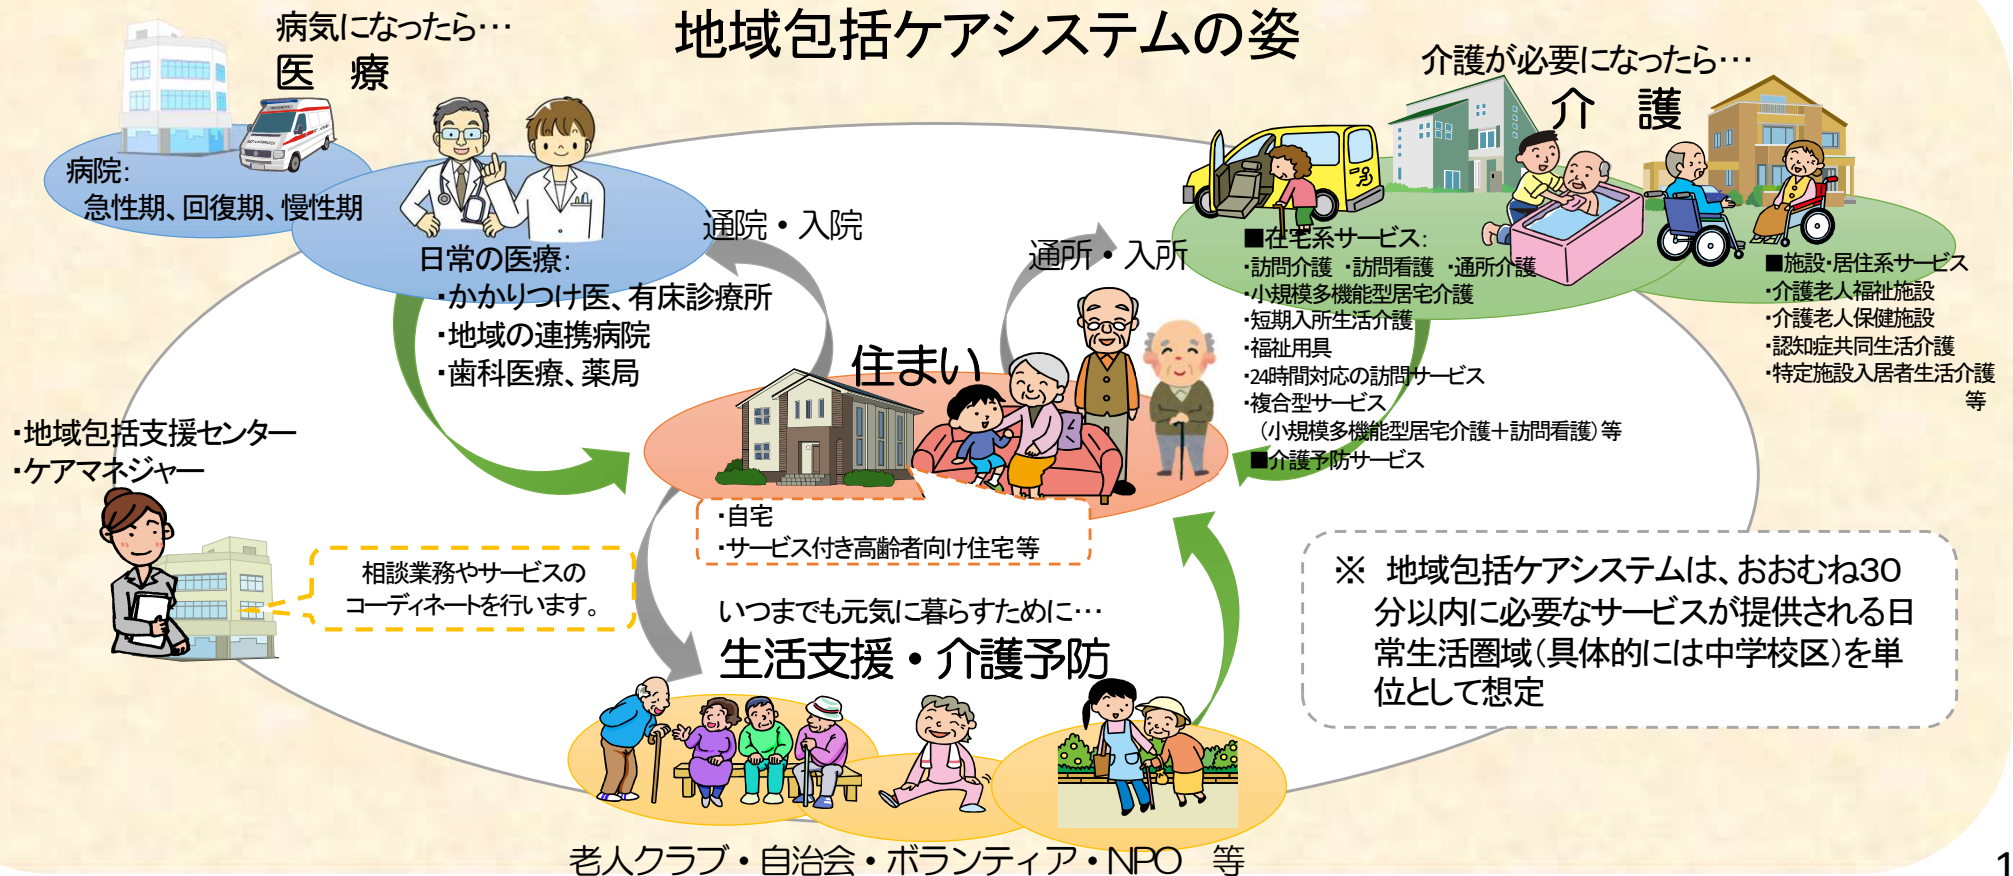 地域包括ケアシステムの姿
病気になったら…
医 療
病院:
急性期、回復期、慢性期
日常の医療:
・かかりつけ医、有床診療所
・地域の連携病院
・歯科医療、薬局
通院・入院
通所・入所
介護が必要になったら…
介 護
■在宅系サービス:
・訪問介護 ・訪問看護 ・通所介護
・小規模多機能型居宅介護
・短期入所生活介護
・福祉用具
・24時間対応の訪問サービス
・複合型サービス
(小規模多機能型居宅介護+訪問看護)等
■介護予防サービス
■施設・居住系サービス
・介護老人福祉施設
・介護老人保健施設
・認知症共同生活介護
・特定施設入居者生活介護
等
住まい
・自宅
・サービス付き高齢者向け住宅等
・地域包括支援センター
・ケアマネジャー
相談業務やサービスの
コーディネートを行います。
いつまでも元気に暮らすために…
生活支援・介護予防
老人クラブ・自治会・ボランティア・NPO 等
※ 地域包括ケアシステムは、おおむね30
分以内に必要なサービスが提供される日
常生活圏域(具体的には中学校区)を単
位として想定
1